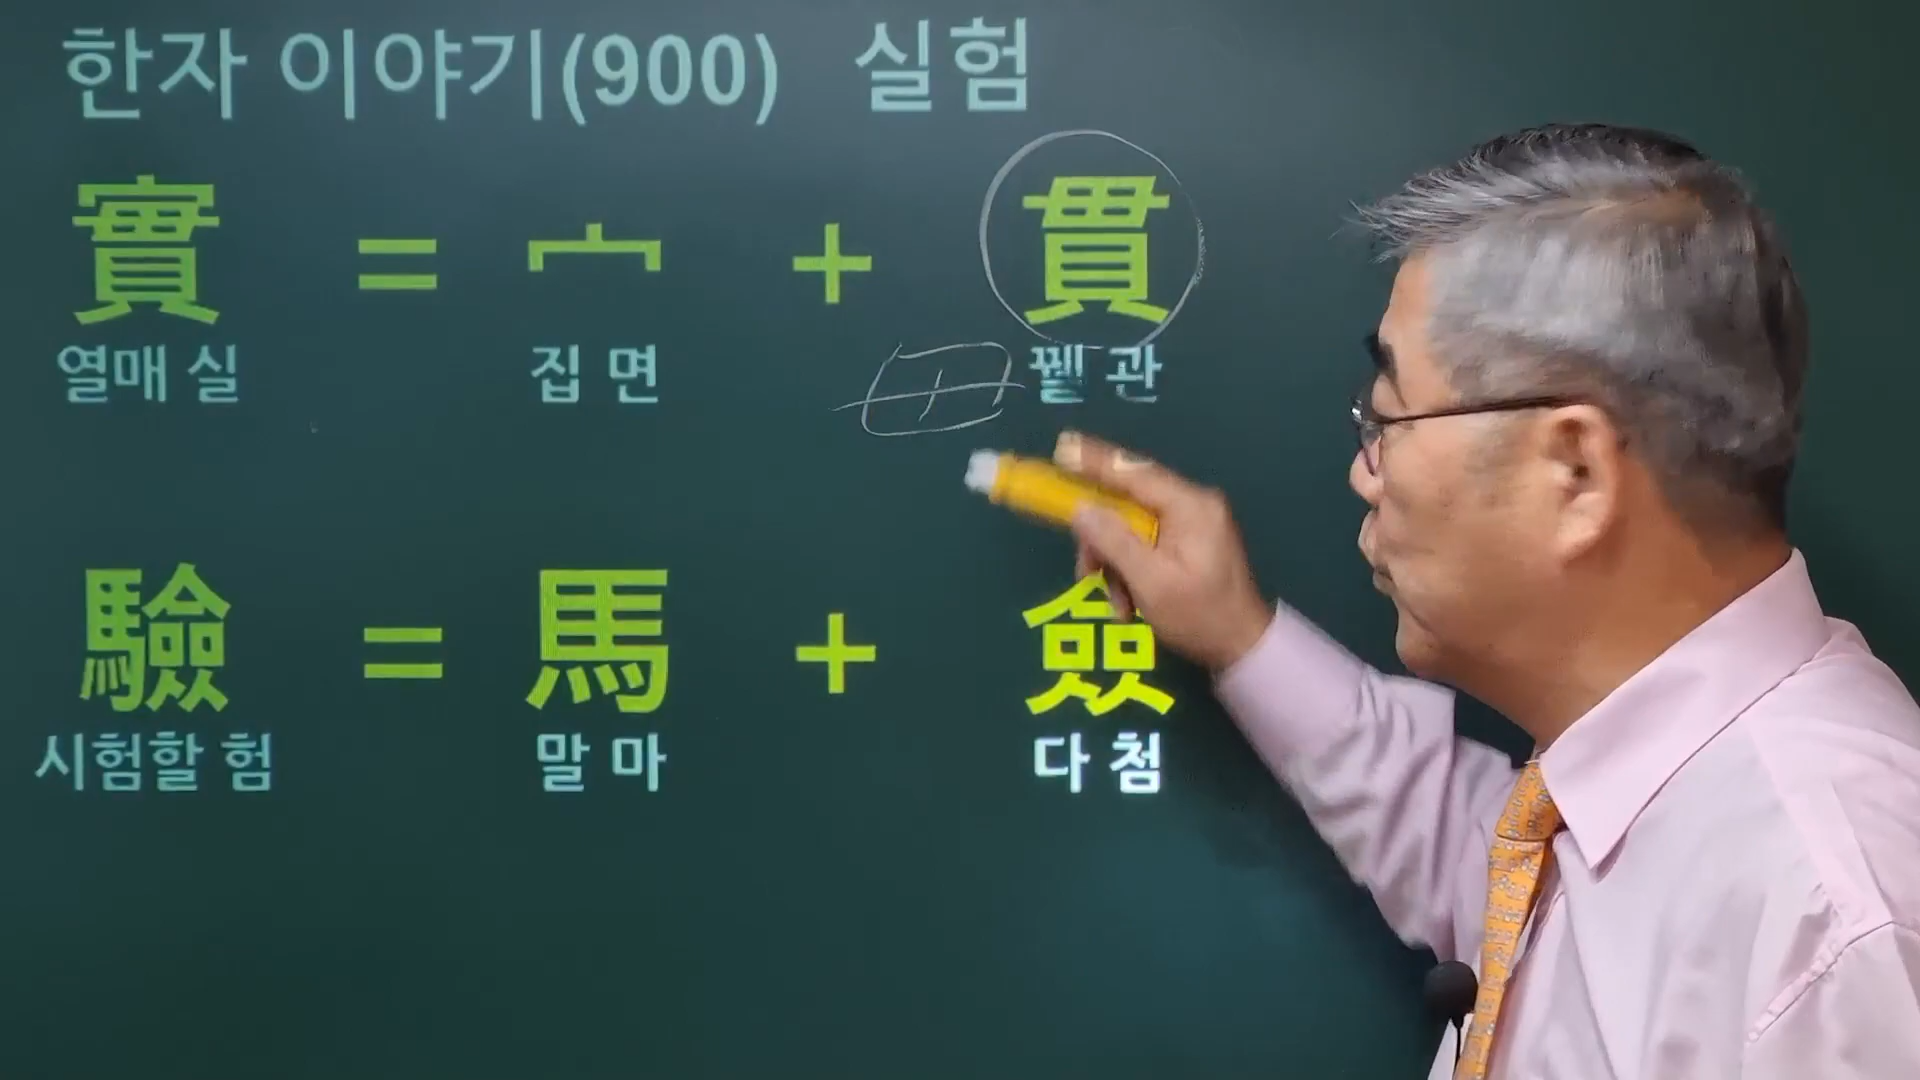 한자 이야기(900) 실험
實 = 宀 + 貫
열매 실 집 면 꿸 관
毌
驗 = 馬 + 僉
시험할 험 말 마 다 첨